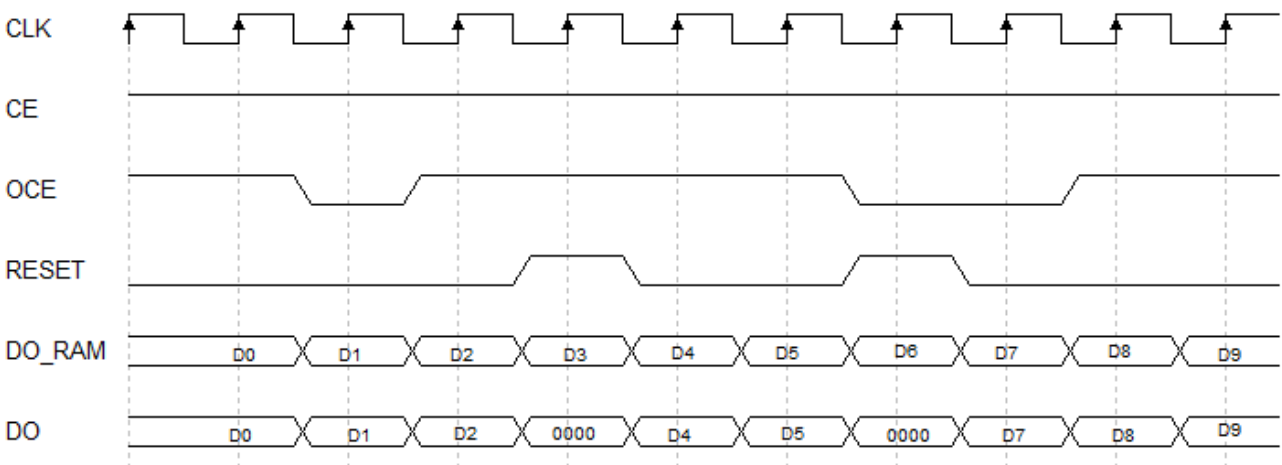 CLK
CE
OCE
RESET
DO_RAM D0 D1 D2 D3 D4 D5 D6 D7 D8 D9
DO D0 D1 D2 0000 D4 D5 0000 D7 D8 D9